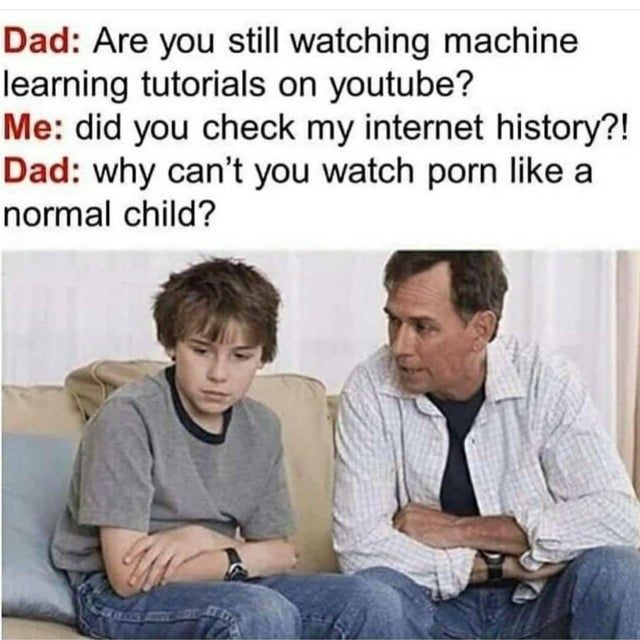 Dad: Are you still watching machine
learning tutorials on youtube?
Me: did you check my internet history?!
Dad: why can't you watch porn like a
normal child?